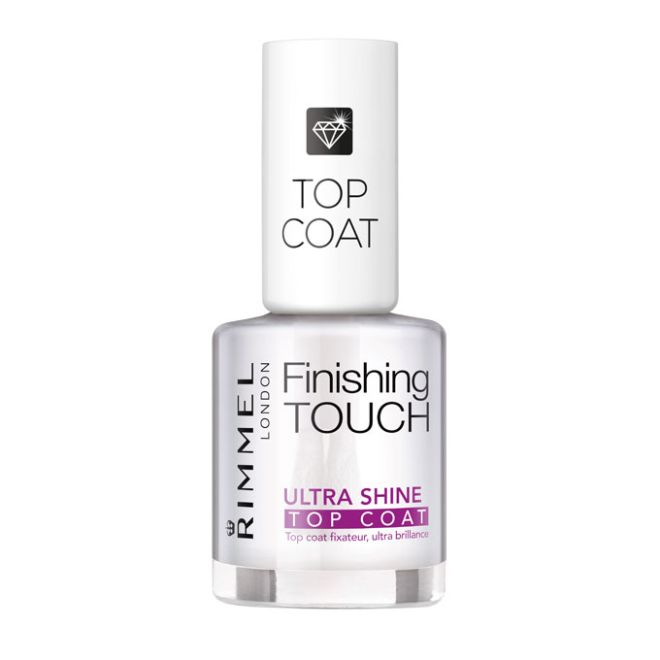 TOP
COAT
RIMMEL
LONDON
Finishing
TOUCH
ULTRA SHINE
TOP COAT
Top coat fixateur, ultra brillance